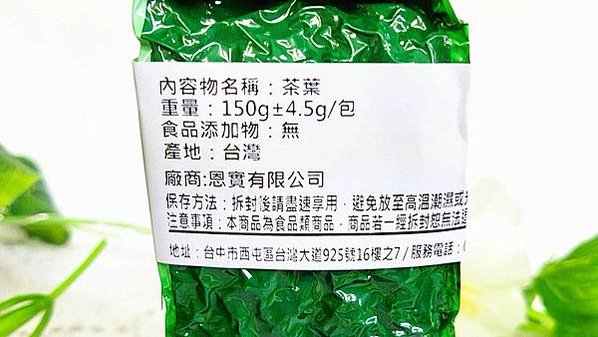 內容物名稱：茶葉
重量：150g±4.5g/包
食品添加物：無
產地：台灣
廠商:恩實有限公司
保存方法：拆封後請盡速享用，避免放至高溫潮濕或
注意事項：本商品為食品類商品，商品若一經拆封恕無法退
地址：台中市西屯區台灣大道925號16樓之7/服務電話：